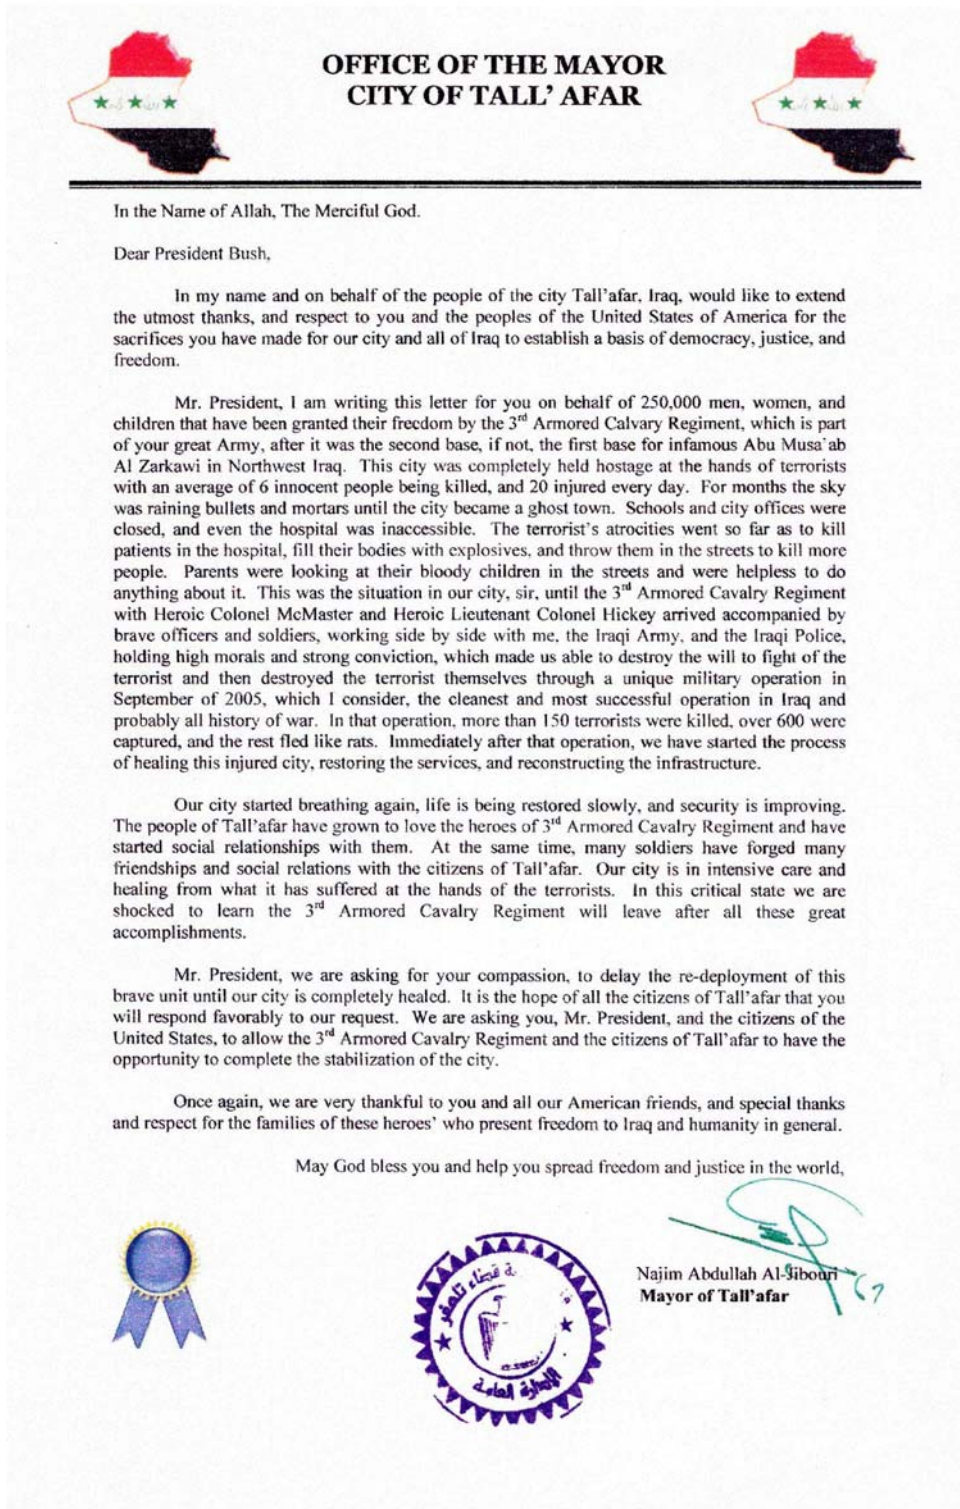 OFFICE OF THE MAYOR
CITY OF TALL' AFAR
In the Name of Allah, The Merciful God.
Dear President Bush,
In my name and on behalf of the people of the city Tall'afar, Iraq, would like to extend
the utmost thanks, and respect to you and the peoples of the United States of America for the
sacrifices you have made for our city and all of Iraq to establish a basis of democracy, justice, and
freedom.
Mr. President, I am writing this letter for you on behalf of 250,000 men, women, and
children that have been granted their freedom by the 3rd Armored Calvary Regiment, which is part
of your great Army, after it was the second base, if not, the first base for infamous Abu Musa'ab
Al Zarkawi in Northwest Iraq. This city was completely held hostage at the hands of terrorists
with an average of 6 innocent people being killed, and 20 injured every day. For months the sky
was raining bullets and mortars until the city became a ghost town. Schools and city offices were
closed, and even the hospital was inaccessible. The terrorist's atrocities went so far as to kill
patients in the hospital, fill their bodies with explosives, and throw them in the streets to kill more
people. Parents were looking at their bloody children in the streets and were helpless to do
anything about it. This was the situation in our city, sir, until the 3rd Armored Cavalry Regiment
with Heroic Colonel McMaster and Heroic Lieutenant Colonel Hickey arrived accompanied by
brave officers and soldiers, working side by side with me, the Iraqi Army, and the Iraqi Police,
holding high morals and strong conviction, which made us able to destroy the will to fight of the
terrorist and then destroyed the terrorist themselves through a unique military operation in
September of 2005, which I consider, the cleanest and most successful operation in Iraq and
probably all history of war. In that operation, more than 150 terrorists were killed, over 600 were
captured, and the rest fled like rats. Immediately after that operation, we have started the process
of healing this injured city, restoring the services, and reconstructing the infrastructure.
Our city started breathing again, life is being restored slowly, and security is improving.
The people of Tall'afar have grown to love the heroes of 3rd Armored Cavalry Regiment and have
started social relationships with them. At the same time, many soldiers have forged many
friendships and social relations with the citizens of Tall'afar. Our city is in intensive care and
healing from what it has suffered at the hands of the terrorists. In this critical state we are
shocked to learn the 3rd Armored Cavalry Regiment will leave after all these great
accomplishments.
Mr. President, we are asking for your compassion, to delay the re-deployment of this
brave unit until our city is completely healed. It is the hope of all the citizens of Tall'afar that you
will respond favorably to our request. We are asking you, Mr. President, and the citizens of the
United States, to allow the 3rd Armored Cavalry Regiment and the citizens of Tall'afar to have the
opportunity to complete the stabilization of the city.
Once again, we are very thankful to you and all our American friends, and special thanks
and respect for the families of these heroes' who present freedom to Iraq and humanity in general.
May God bless you and help you spread freedom and justice in the world,
Najim Abdullah Al-Jibouri
Mayor of Tall'afar
قضاء تلعفر
الإدارة العامة